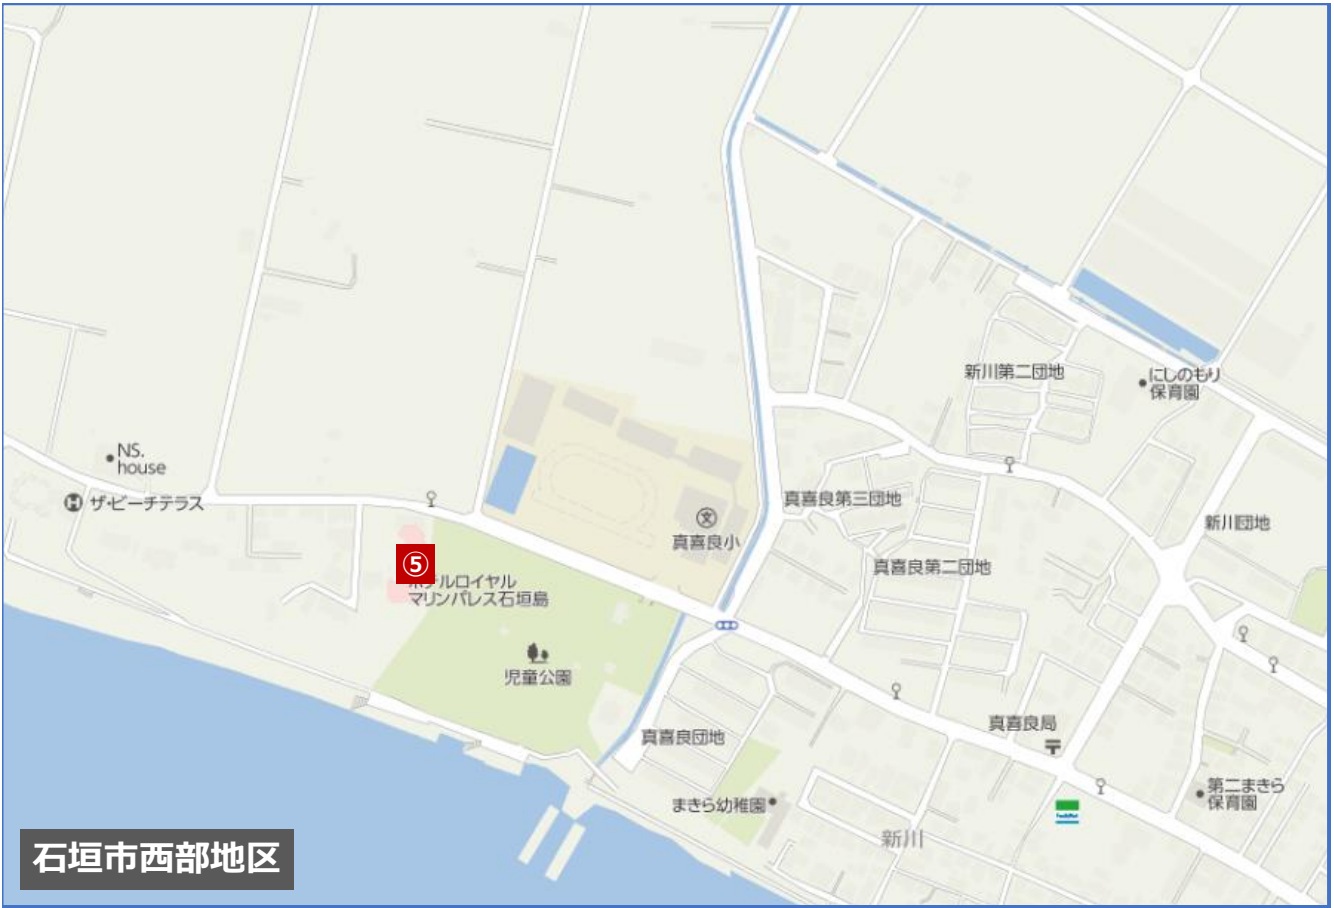 新川第二団地
にしのもり
保育園
NS.
house
ザ・ビーチテラス
真喜良第三団地
文
真喜良小
新川団地
⑤
真喜良第二団地
ホテルロイヤル
マリンパレス石垣島
児童公園
真喜良局
真喜良団地
まきら幼稚園
第二まきら
保育園
FamilyMart
新川
石垣市西部地区